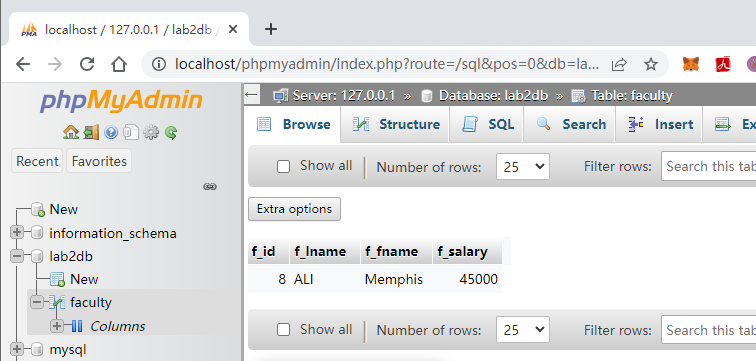 localhost / 127.0.0.1 / lab2db /
localhost/phpmyadmin/index.php?route=/sql&pos=0&db=la...
phpMyAdmin
Recent Favorites
New
information_schema
lab2db
New
faculty
Columns
mysql
Server: 127.0.0.1 » Database: lab2db » Table: faculty
Browse Structure SQL Search Insert Ex
Show all Number of rows: 25 Filter rows: Search this tab
Extra options
f_id f_lname f_fname f_salary
8 ALI Memphis 45000
Show all Number of rows: 25 Filter rows: Search this tab